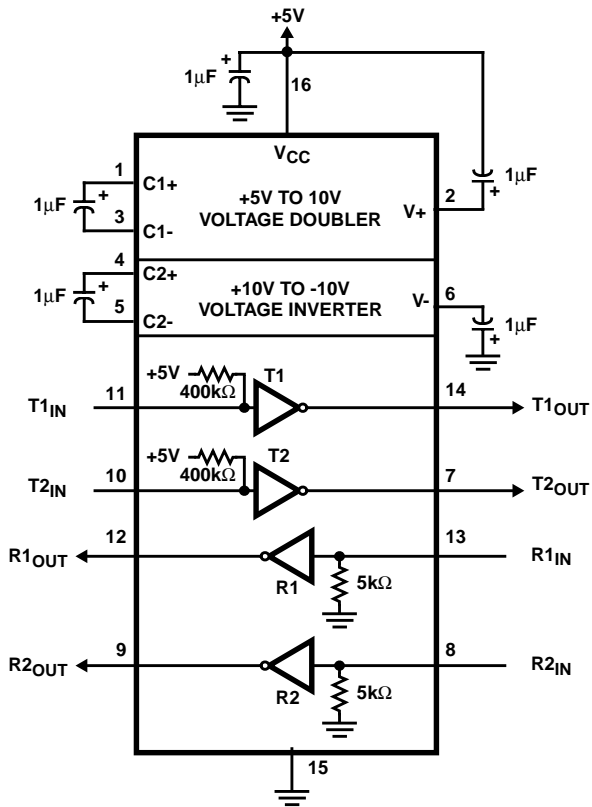 +5V
+
1μF
16
VCC
1
C1+
+5V TO 10V
VOLTAGE DOUBLER
2
V+
1μF
+
1μF
+
3
C1-
4
C2+
+10V TO -10V
VOLTAGE INVERTER
V-
6
1μF
+
5
C2-
1μF
+
+5V
400kΩ
T1
T1IN
11
14
T1OUT
+5V
400kΩ
T2
T2IN
10
7
T2OUT
12
13
R1OUT
R1IN
R1
5kΩ
9
8
R2OUT
R2IN
R2
5kΩ
15